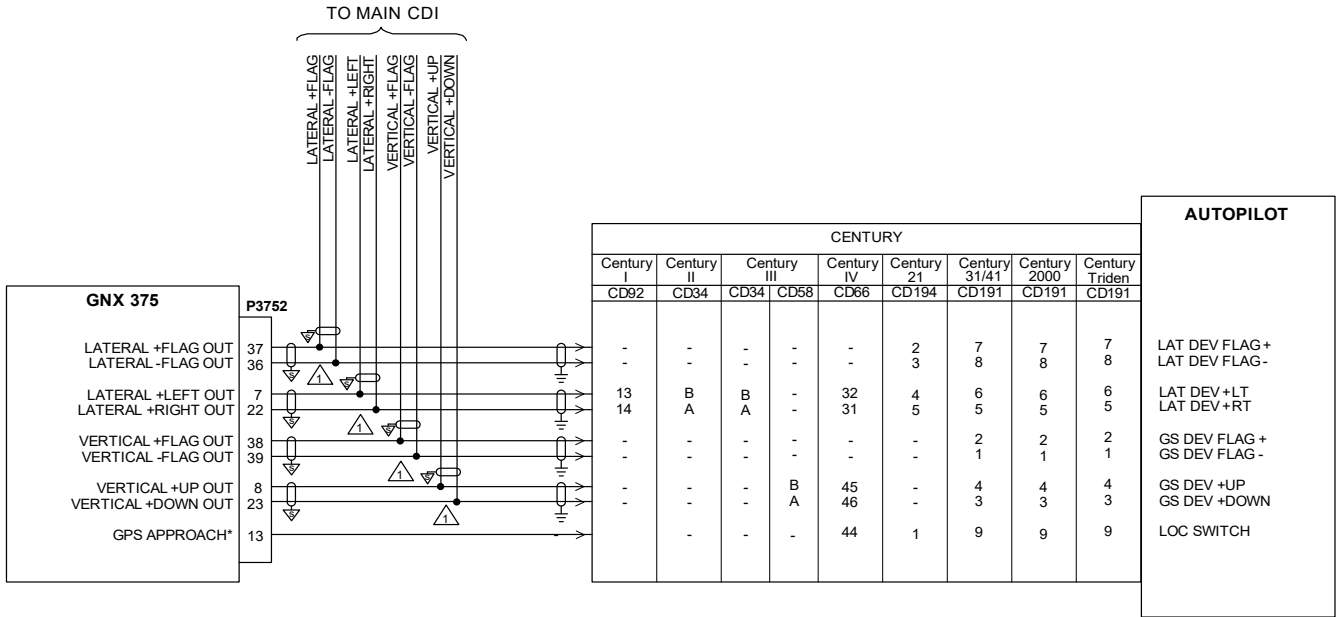 TO MAIN CDI
LATERAL +FLAG
LATERAL -FLAG
LATERAL +LEFT
LATERAL +RIGHT
VERTICAL +FLAG
VERTICAL -FLAG
VERTICAL +UP
VERTICAL +DOWN
AUTOPILOT
CENTURY
Century I Century II Century III Century IV Century 21 Century 31/41 Century 2000 Century Triden
CD92 CD34 CD34 CD58 CD66 CD194 CD191 CD191 CD191
GNX 375 P3752
LATERAL +FLAG OUT 37 - - - - - 2 7 7 7 LAT DEV FLAG+
LATERAL -FLAG OUT 36 - - - - - 3 8 8 8 LAT DEV FLAG-
LATERAL +LEFT OUT 7 13 B B - 32 4 6 6 6 LAT DEV +LT
LATERAL +RIGHT OUT 22 14 A A - 31 5 5 5 5 LAT DEV +RT
VERTICAL +FLAG OUT 38 - - - - - - 2 2 2 GS DEV FLAG +
VERTICAL -FLAG OUT 39 - - - - - - 1 1 1 GS DEV FLAG -
VERTICAL +UP OUT 8 - - - B 45 - 4 4 4 GS DEV +UP
VERTICAL +DOWN OUT 23 - - - A 46 - 3 3 3 GS DEV +DOWN
GPS APPROACH* 13 - - - - 44 1 9 9 9 LOC SWITCH
S
S
S
S
S
S
S
S
1
1
1
1